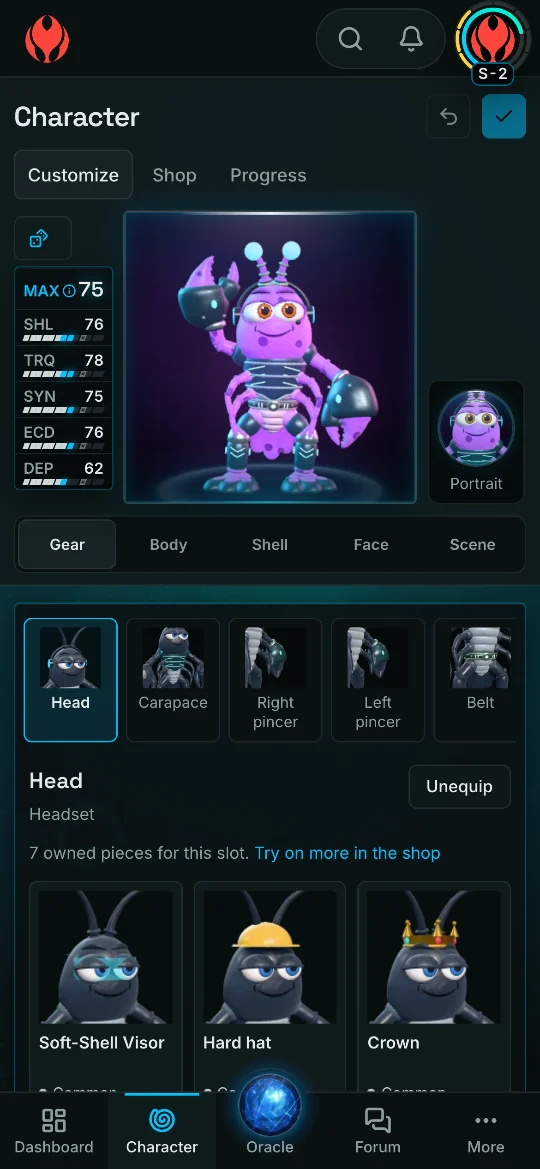 S-2
Character
Customize
Shop
Progress
MAX 75
SHL 76
TRQ 78
SYN 75
ECD 76
DEP 62
Portrait
Gear
Body
Shell
Face
Scene
Head
Carapace
Right
pincer
Left
pincer
Belt
Head
Unequip
Headset
7 owned pieces for this slot. Try on more in the shop
Soft-Shell Visor
Hard hat
Crown
Dashboard
Character
Oracle
Forum
More